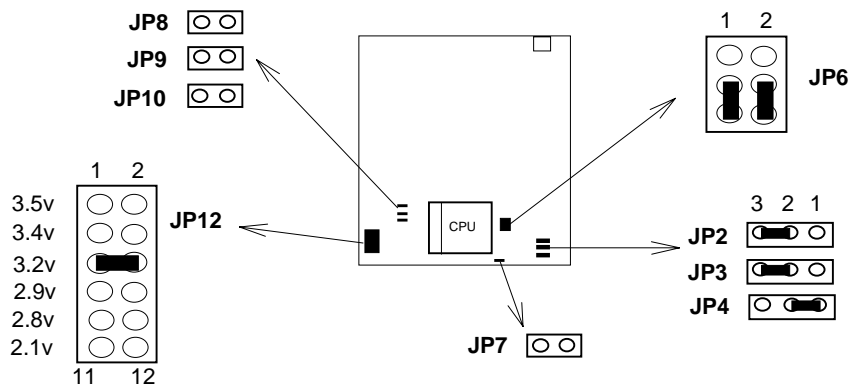 JP8
JP9
JP10
1 2
JP6
1 2
3.5v
3.4v
3.2v
2.9v
2.8v
2.1v
11 12
JP12
CPU
3 2 1
JP2
JP3
JP4
JP7